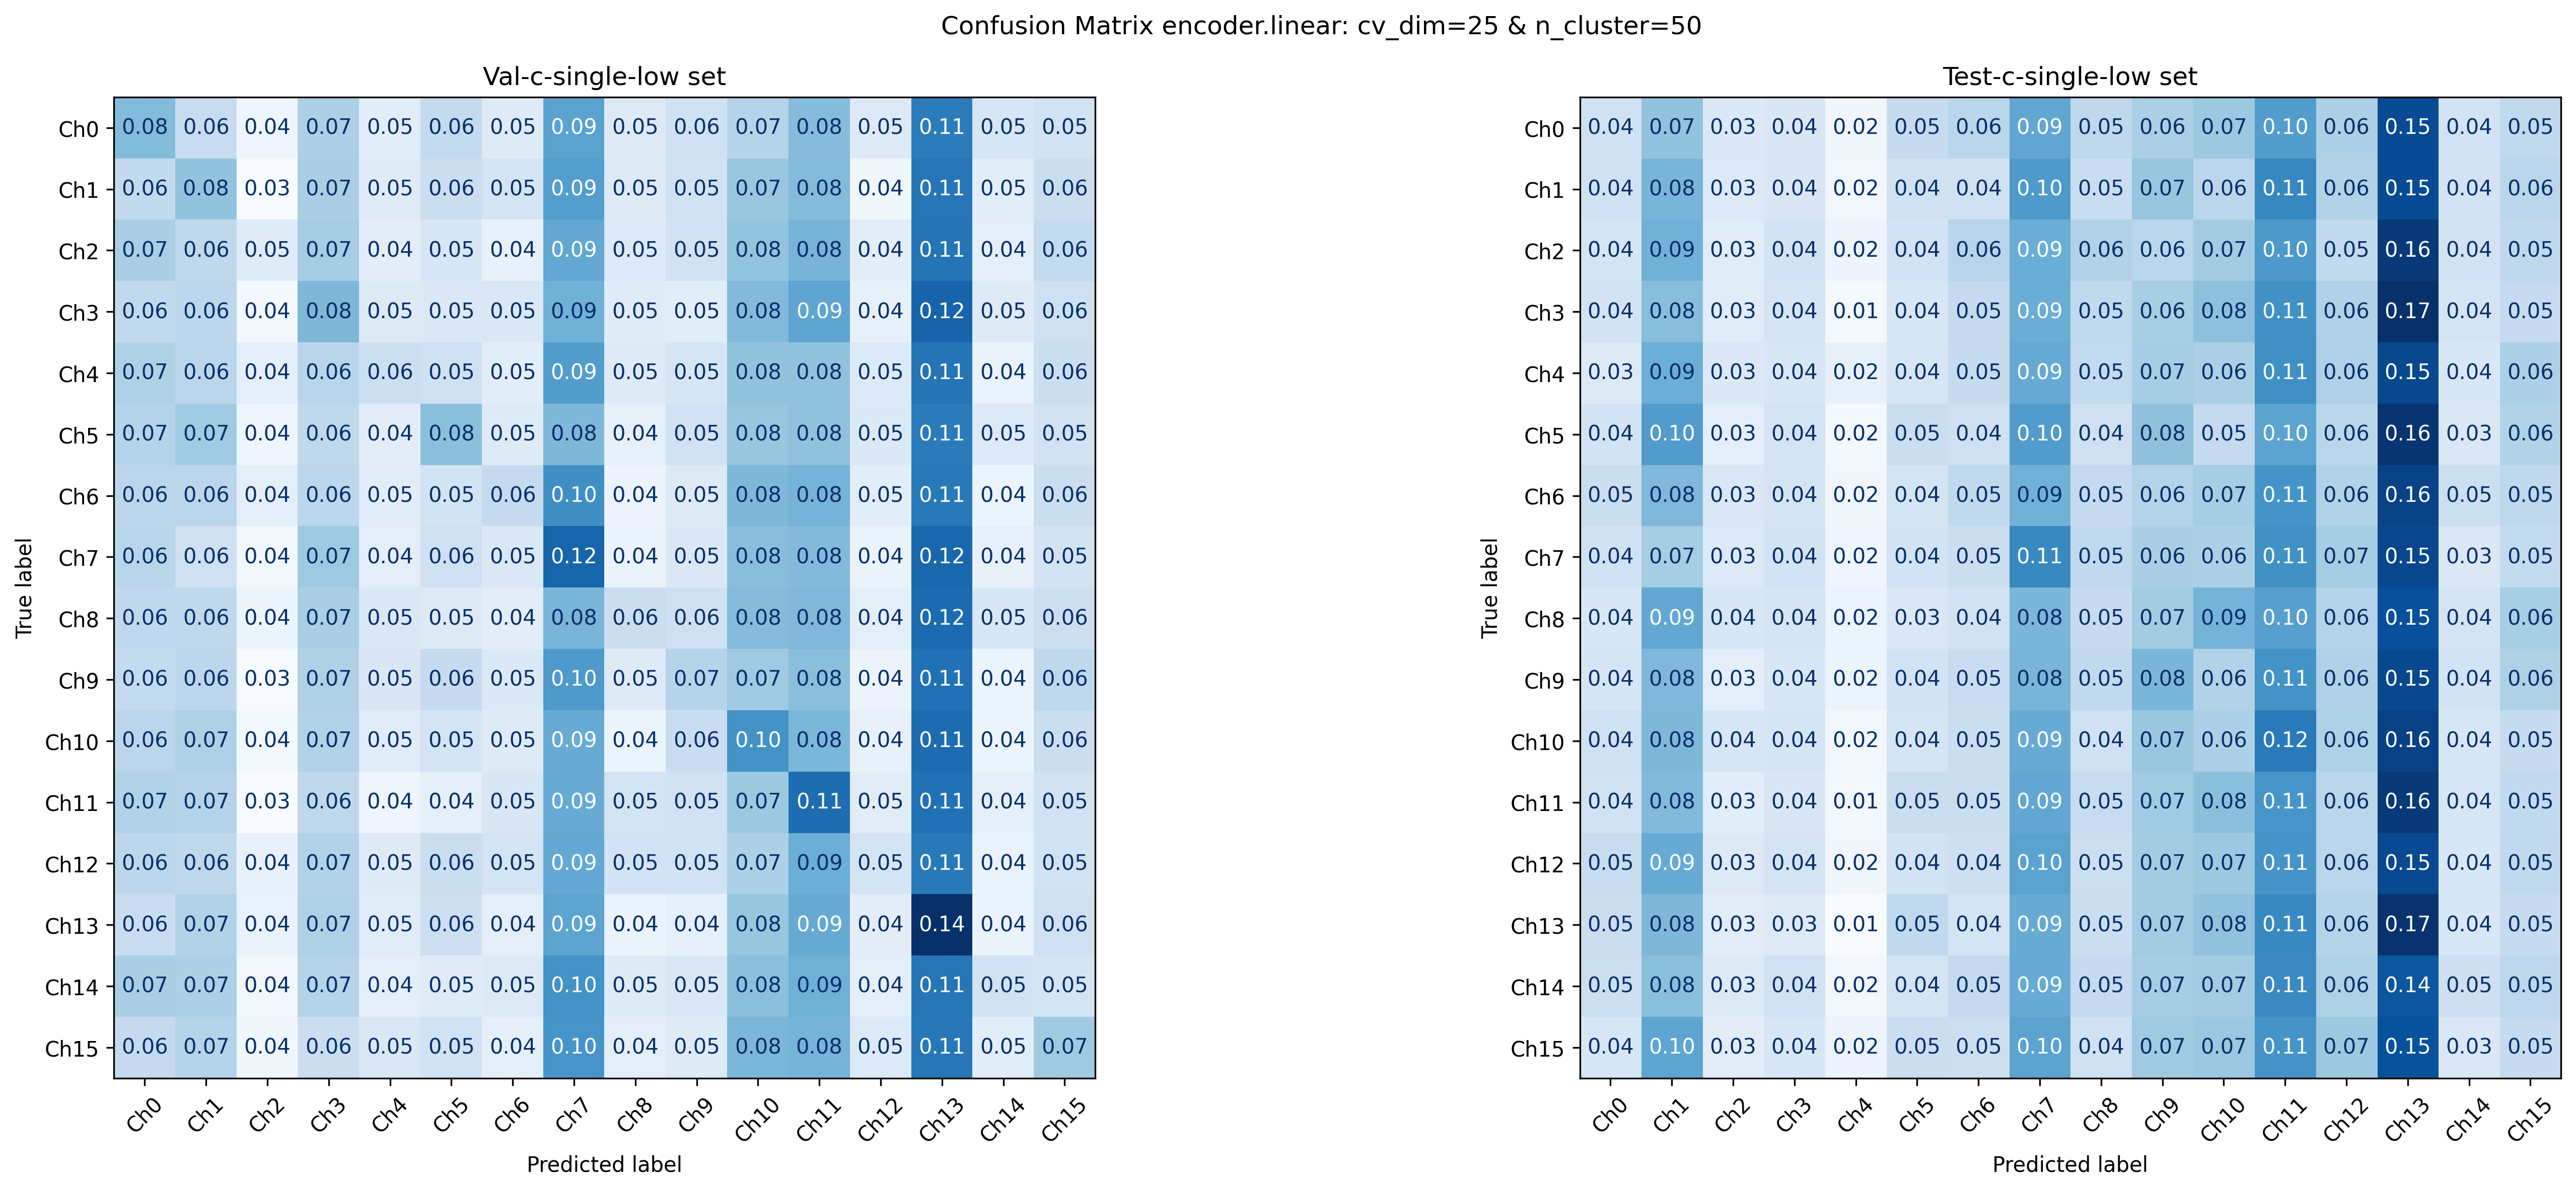 Confusion Matrix encoder.linear: cv_dim=25 & n_cluster=50
Val-c-single-low set
True label
Ch0 0.08 0.06 0.04 0.07 0.05 0.06 0.05 0.09 0.05 0.06 0.07 0.08 0.05 0.11 0.05 0.05
Ch1 0.06 0.08 0.03 0.07 0.05 0.06 0.05 0.09 0.05 0.05 0.07 0.08 0.04 0.11 0.05 0.06
Ch2 0.07 0.06 0.05 0.07 0.04 0.05 0.04 0.09 0.05 0.05 0.08 0.08 0.04 0.11 0.04 0.06
Ch3 0.06 0.06 0.04 0.08 0.05 0.05 0.05 0.09 0.05 0.05 0.08 0.09 0.04 0.12 0.05 0.06
Ch4 0.07 0.06 0.04 0.06 0.06 0.05 0.05 0.09 0.05 0.05 0.08 0.08 0.05 0.11 0.04 0.06
Ch5 0.07 0.07 0.04 0.06 0.04 0.08 0.05 0.08 0.04 0.05 0.08 0.08 0.05 0.11 0.05 0.05
Ch6 0.06 0.06 0.04 0.06 0.05 0.05 0.06 0.10 0.04 0.05 0.08 0.08 0.05 0.11 0.04 0.06
Ch7 0.06 0.06 0.04 0.07 0.04 0.06 0.05 0.12 0.04 0.05 0.08 0.08 0.04 0.12 0.04 0.05
Ch8 0.06 0.06 0.04 0.07 0.05 0.05 0.04 0.08 0.06 0.06 0.08 0.08 0.04 0.12 0.05 0.06
Ch9 0.06 0.06 0.03 0.07 0.05 0.06 0.05 0.10 0.05 0.07 0.07 0.08 0.04 0.11 0.04 0.06
Ch10 0.06 0.07 0.04 0.07 0.05 0.05 0.05 0.09 0.04 0.06 0.10 0.08 0.04 0.11 0.04 0.06
Ch11 0.07 0.07 0.03 0.06 0.04 0.04 0.05 0.09 0.05 0.05 0.07 0.11 0.05 0.11 0.04 0.05
Ch12 0.06 0.06 0.04 0.07 0.05 0.06 0.05 0.09 0.05 0.05 0.07 0.09 0.05 0.11 0.04 0.05
Ch13 0.06 0.07 0.04 0.07 0.05 0.06 0.04 0.09 0.04 0.04 0.08 0.09 0.04 0.14 0.04 0.06
Ch14 0.07 0.07 0.04 0.07 0.04 0.05 0.05 0.10 0.05 0.05 0.08 0.09 0.04 0.11 0.05 0.05
Ch15 0.06 0.07 0.04 0.06 0.05 0.05 0.04 0.10 0.04 0.05 0.08 0.08 0.05 0.11 0.05 0.07
Ch0 Ch1 Ch2 Ch3 Ch4 Ch5 Ch6 Ch7 Ch8 Ch9 Ch10 Ch11 Ch12 Ch13 Ch14 Ch15
Predicted label
Test-c-single-low set
True label
Ch0 0.04 0.07 0.03 0.04 0.02 0.05 0.06 0.09 0.05 0.06 0.07 0.10 0.06 0.15 0.04 0.05
Ch1 0.04 0.08 0.03 0.04 0.02 0.04 0.04 0.10 0.05 0.07 0.06 0.11 0.06 0.15 0.04 0.06
Ch2 0.04 0.09 0.03 0.04 0.02 0.04 0.06 0.09 0.06 0.06 0.07 0.10 0.05 0.16 0.04 0.05
Ch3 0.04 0.08 0.03 0.04 0.01 0.04 0.05 0.09 0.05 0.06 0.08 0.11 0.06 0.17 0.04 0.05
Ch4 0.03 0.09 0.03 0.04 0.02 0.04 0.05 0.09 0.05 0.07 0.06 0.11 0.06 0.15 0.04 0.06
Ch5 0.04 0.10 0.03 0.04 0.02 0.05 0.04 0.10 0.04 0.08 0.05 0.10 0.06 0.16 0.03 0.06
Ch6 0.05 0.08 0.03 0.04 0.02 0.04 0.05 0.09 0.05 0.06 0.07 0.11 0.06 0.16 0.05 0.05
Ch7 0.04 0.07 0.03 0.04 0.02 0.04 0.05 0.11 0.05 0.06 0.06 0.11 0.07 0.15 0.03 0.05
Ch8 0.04 0.09 0.04 0.04 0.02 0.03 0.04 0.08 0.05 0.07 0.09 0.10 0.06 0.15 0.04 0.06
Ch9 0.04 0.08 0.03 0.04 0.02 0.04 0.05 0.08 0.05 0.08 0.06 0.11 0.06 0.15 0.04 0.06
Ch10 0.04 0.08 0.04 0.04 0.02 0.04 0.05 0.09 0.04 0.07 0.06 0.12 0.06 0.16 0.04 0.05
Ch11 0.04 0.08 0.03 0.04 0.01 0.05 0.05 0.09 0.05 0.07 0.08 0.11 0.06 0.16 0.04 0.05
Ch12 0.05 0.09 0.03 0.04 0.02 0.04 0.04 0.10 0.05 0.07 0.07 0.11 0.06 0.15 0.04 0.05
Ch13 0.05 0.08 0.03 0.03 0.01 0.05 0.04 0.09 0.05 0.07 0.08 0.11 0.06 0.17 0.04 0.05
Ch14 0.05 0.08 0.03 0.04 0.02 0.04 0.05 0.09 0.05 0.07 0.07 0.11 0.06 0.14 0.05 0.05
Ch15 0.04 0.10 0.03 0.04 0.02 0.05 0.05 0.10 0.04 0.07 0.07 0.11 0.07 0.15 0.03 0.05
Ch0 Ch1 Ch2 Ch3 Ch4 Ch5 Ch6 Ch7 Ch8 Ch9 Ch10 Ch11 Ch12 Ch13 Ch14 Ch15
Predicted label